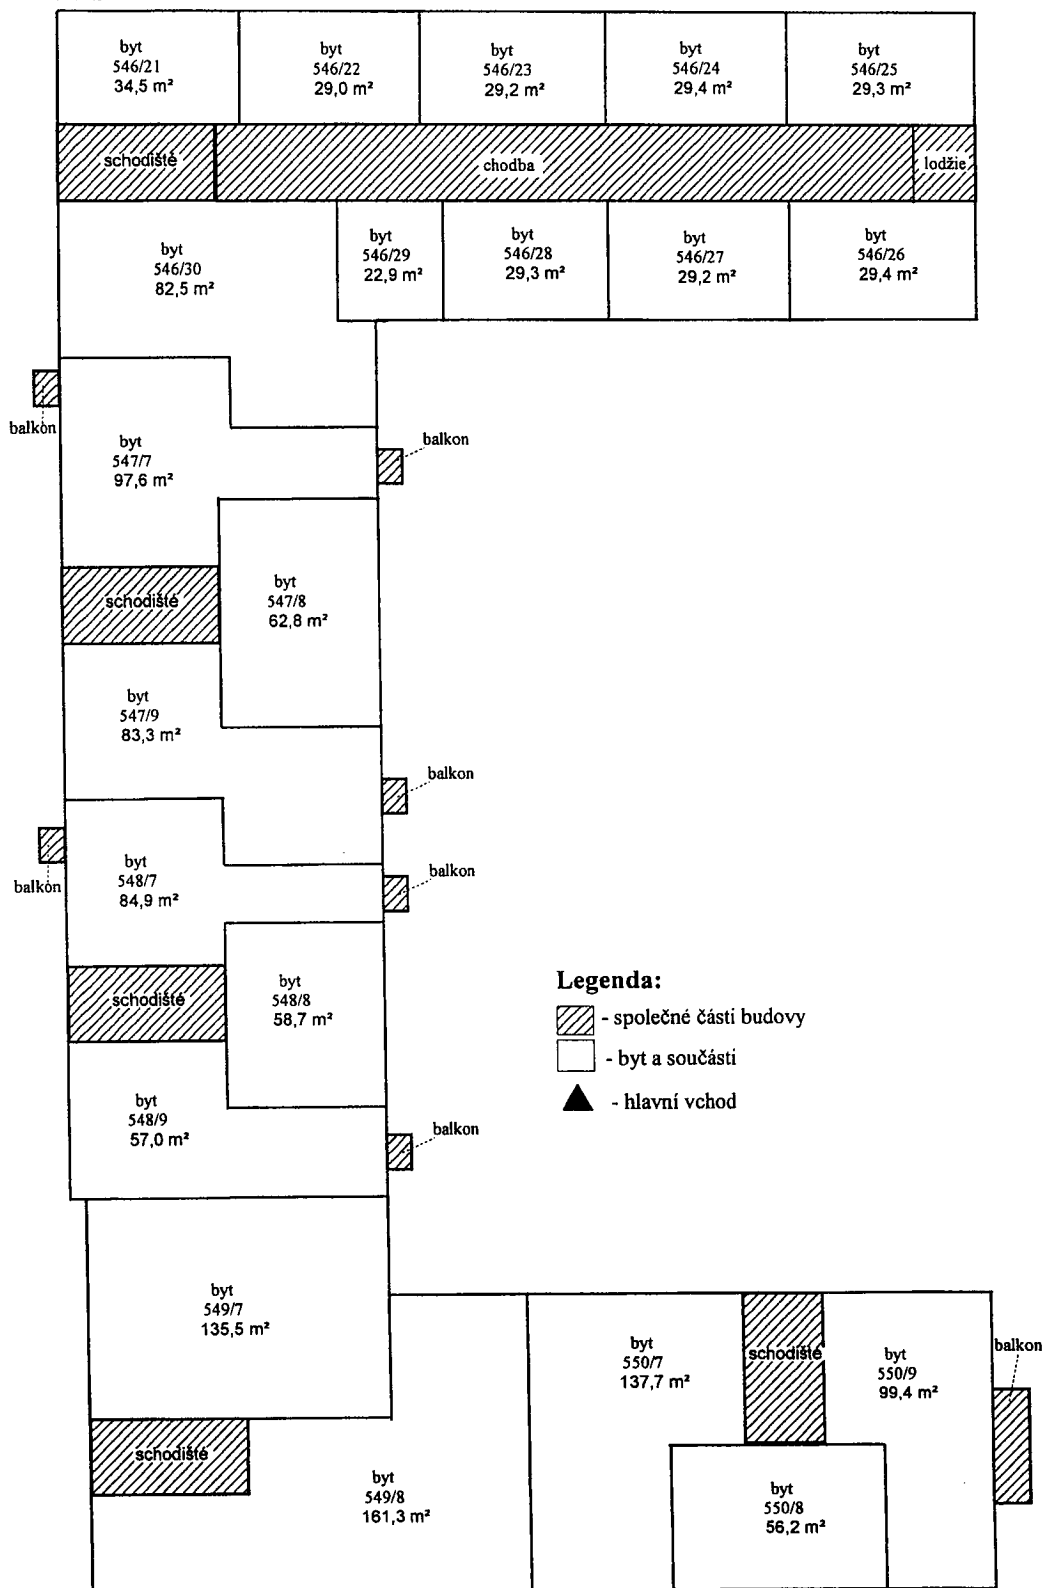 byt
546/21
34,5 m²
byt
546/22
29,0 m²
byt
546/23
29,2 m²
byt
546/24
29,4 m²
byt
546/25
29,3 m²
schodiště
chodba
lodžie
byt
546/30
82,5 m²
byt
546/29
22,9 m²
byt
546/28
29,3 m²
byt
546/27
29,2 m²
byt
546/26
29,4 m²
balkon
byt
547/7
97,6 m²
balkon
schodiště
byt
547/8
62,8 m²
byt
547/9
83,3 m²
balkon
balkon
byt
548/7
84,9 m²
balkon
schodiště
byt
548/8
58,7 m²
byt
548/9
57,0 m²
balkon
Legenda:
- společné části budovy
- byt a součásti
- hlavní vchod
byt
549/7
135,5 m²
schodiště
byt
549/8
161,3 m²
byt
550/7
137,7 m²
schodiště
byt
550/9
99,4 m²
balkon
byt
550/8
56,2 m²